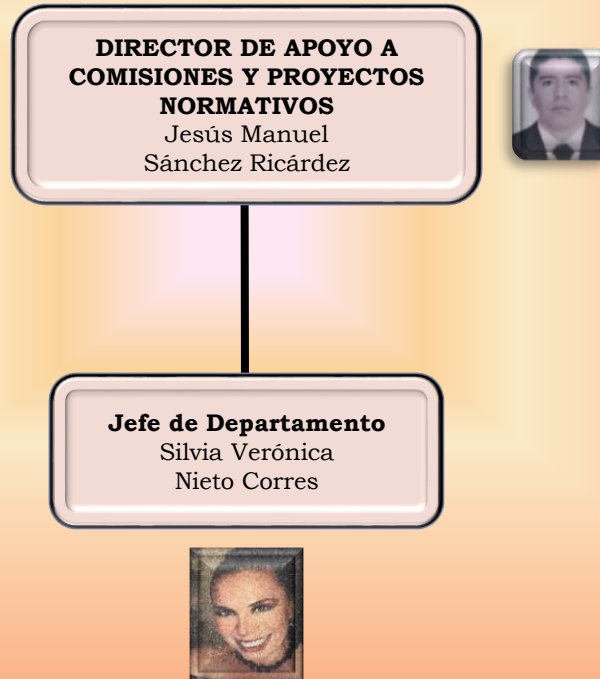 DIRECTOR DE APOYO A
COMISIONES Y PROYECTOS
NORMATIVOS
Jesús Manuel
Sánchez Ricárdez
Jefe de Departamento
Silvia Verónica
Nieto Corres